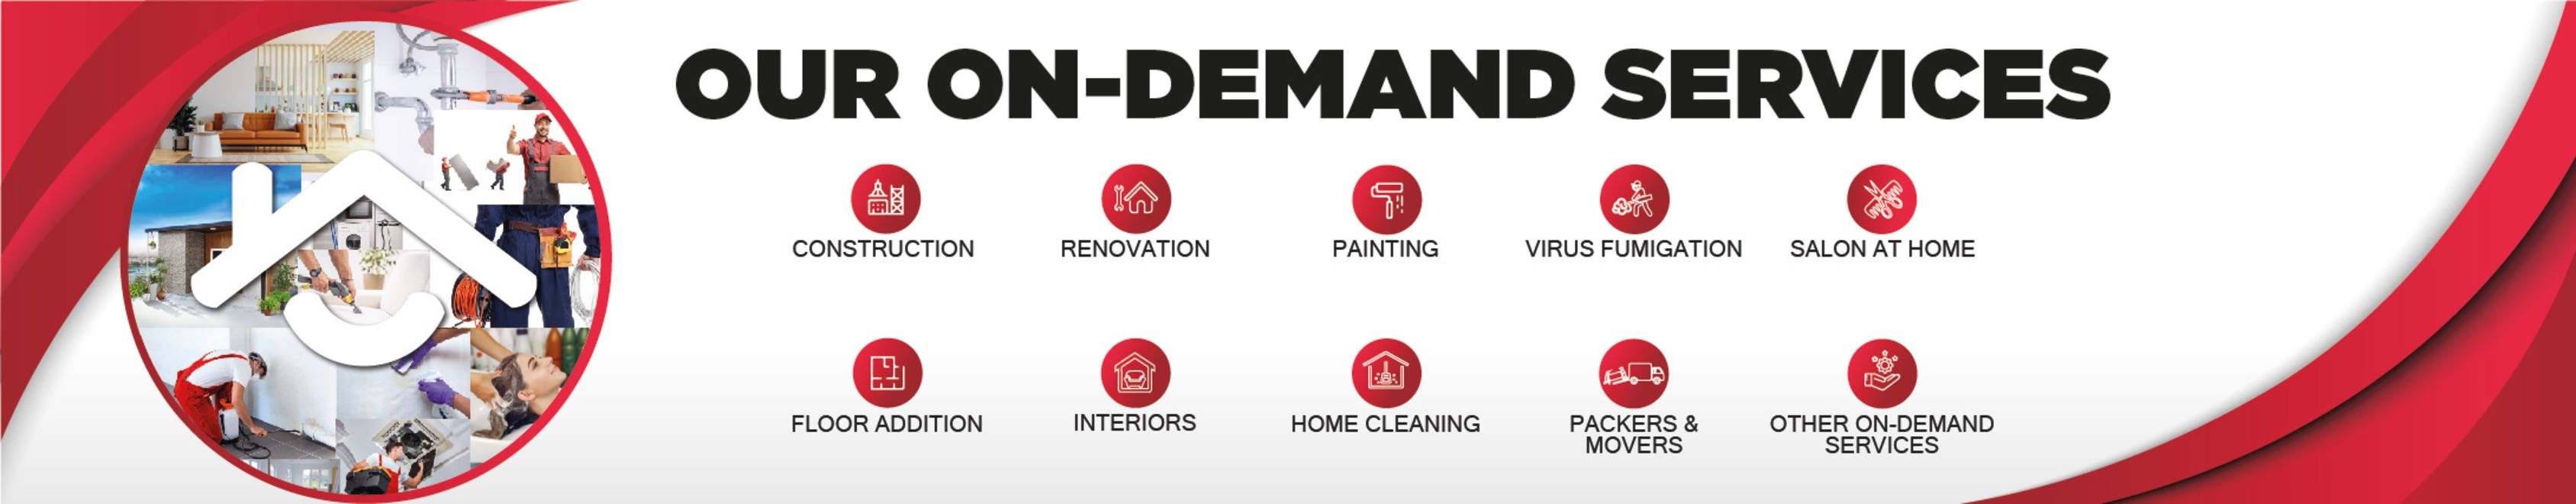 OUR ON-DEMAND SERVICES
CONSTRUCTION
RENOVATION
PAINTING
VIRUS FUMIGATION
SALON AT HOME
FLOOR ADDITION
INTERIORS
HOME CLEANING
PACKERS &
MOVERS
OTHER ON-DEMAND
SERVICES